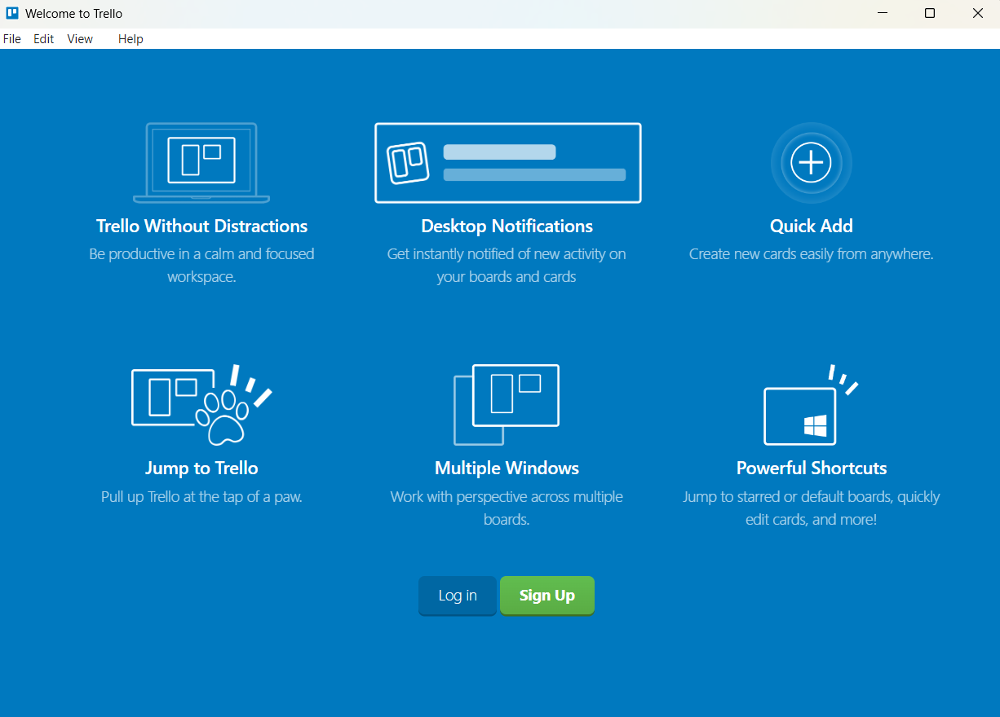 Welcome to Trello
File Edit View Help
Trello Without Distractions
Be productive in a calm and focused
workspace.
Desktop Notifications
Get instantly notified of new activity on
your boards and cards
Quick Add
Create new cards easily from anywhere.
Jump to Trello
Pull up Trello at the tap of a paw.
Multiple Windows
Work with perspective across multiple
boards.
Powerful Shortcuts
Jump to starred or default boards, quickly
edit cards, and more!
Log in
Sign Up